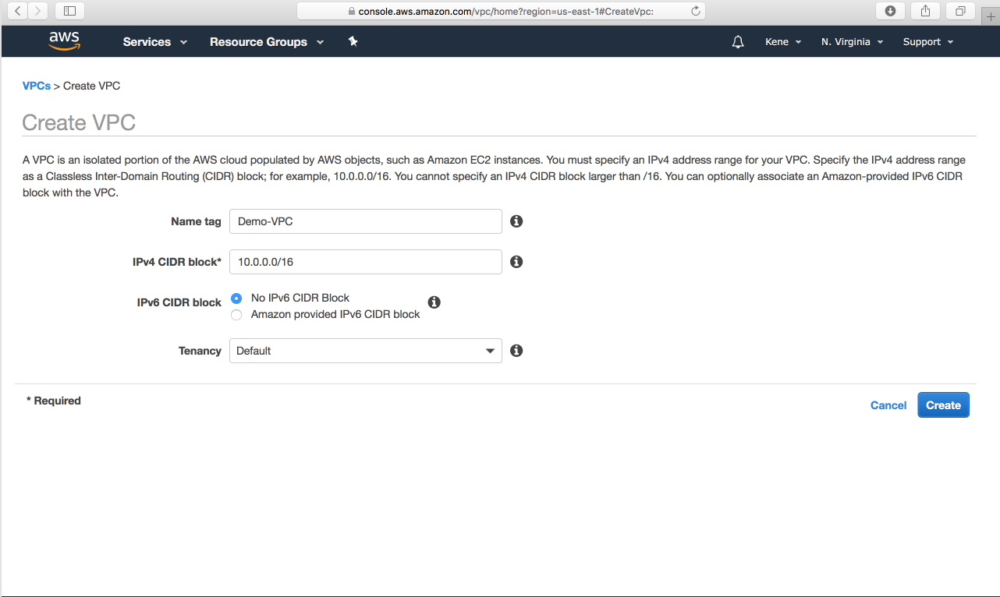 console.aws.amazon.com/vpc/home?region=us-east-1#CreateVpc:
aws Services Resource Groups Kene N. Virginia Support
VPCs > Create VPC
Create VPC
A VPC is an isolated portion of the AWS cloud populated by AWS objects, such as Amazon EC2 instances. You must specify an IPv4 address range for your VPC. Specify the IPv4 address range
as a Classless Inter-Domain Routing (CIDR) block; for example, 10.0.0.0/16. You cannot specify an IPv4 CIDR block larger than /16. You can optionally associate an Amazon-provided IPv6 CIDR
block with the VPC.
Name tag Demo-VPC
IPv4 CIDR block* 10.0.0.0/16
IPv6 CIDR block No IPv6 CIDR Block
Amazon provided IPv6 CIDR block
Tenancy Default
* Required
Cancel Create